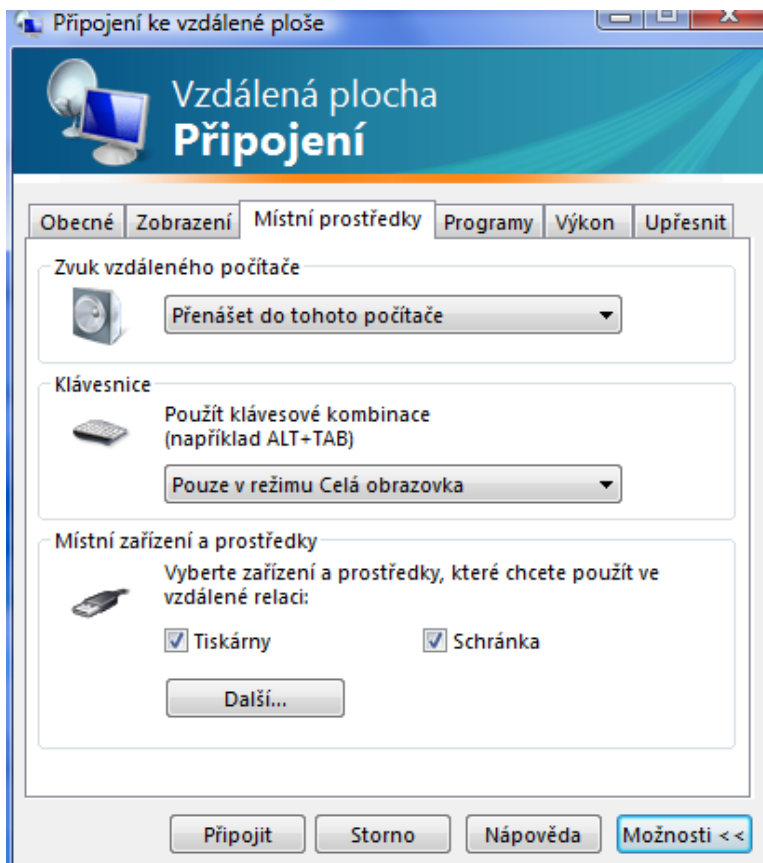 Připojení ke vzdálené ploše
Vzdálená plocha
Připojení
Obecné Zobrazení Místní prostředky Programy Výkon Upřesnit
Zvuk vzdáleného počítače
Přenášet do tohoto počítače
Klávesnice
Použít klávesové kombinace
(například ALT+TAB)
Pouze v režimu Celá obrazovka
Místní zařízení a prostředky
Vyberte zařízení a prostředky, které chcete použít ve
vzdálené relaci:
Tiskárny Schránka
Další...
Připojit Storno Nápověda Možnosti <<